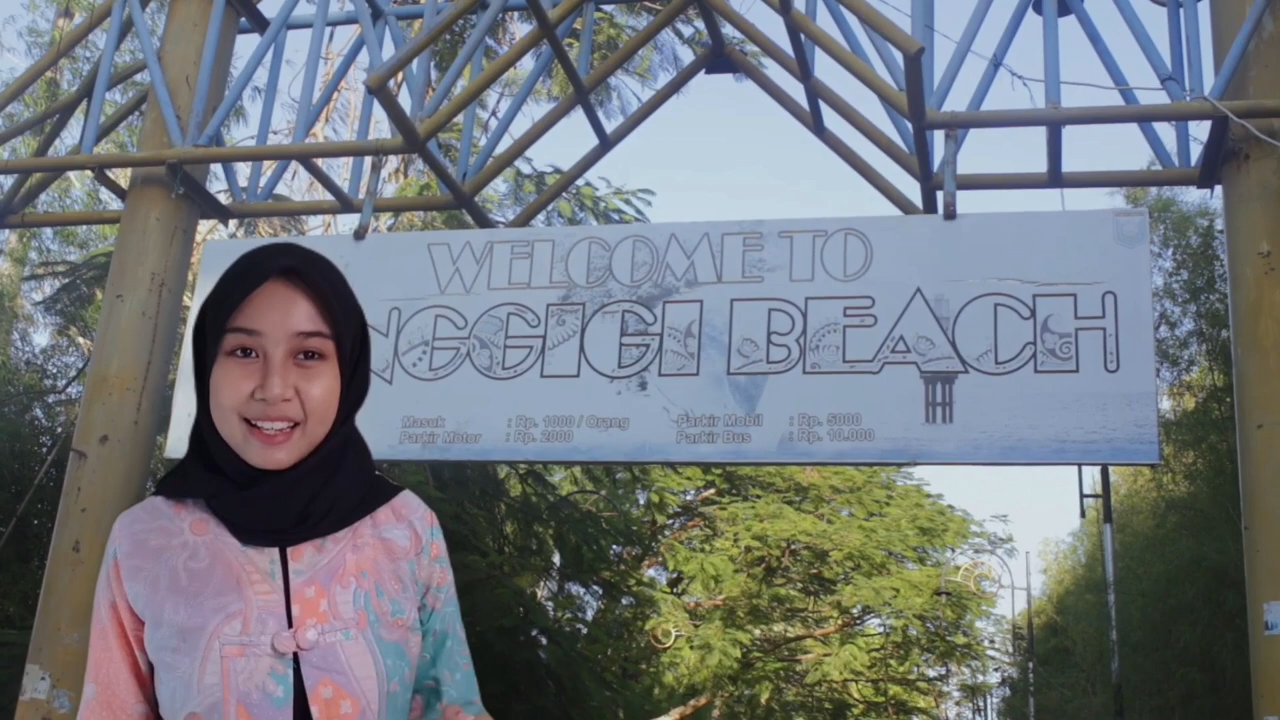 WELCOME TO
NGGIGI BEACH
Masuk : Rp. 1000 / Orang
Parkir Motor : Rp. 2000
Parkir Mobil : Rp. 5000
Parkir Bus : Rp. 10.000